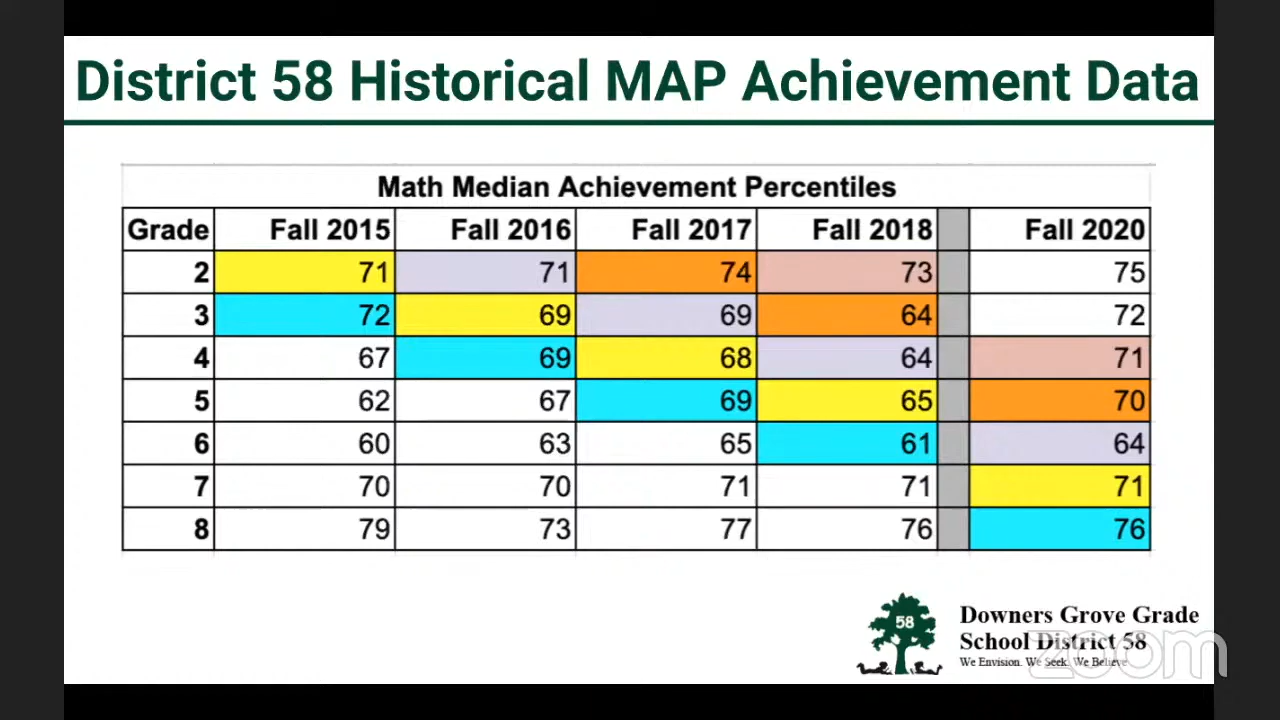 District 58 Historical MAP Achievement Data
Math Median Achievement Percentiles
Grade Fall 2015 Fall 2016 Fall 2017 Fall 2018 Fall 2020
2 71 71 74 73 75
3 72 69 69 64 72
4 67 69 68 64 71
5 62 67 69 65 70
6 60 63 65 61 64
7 70 70 71 71 71
8 79 73 77 76 76
58
Downers Grove Grade
School District 58
We Envision. We Seek. We Believe
zoom